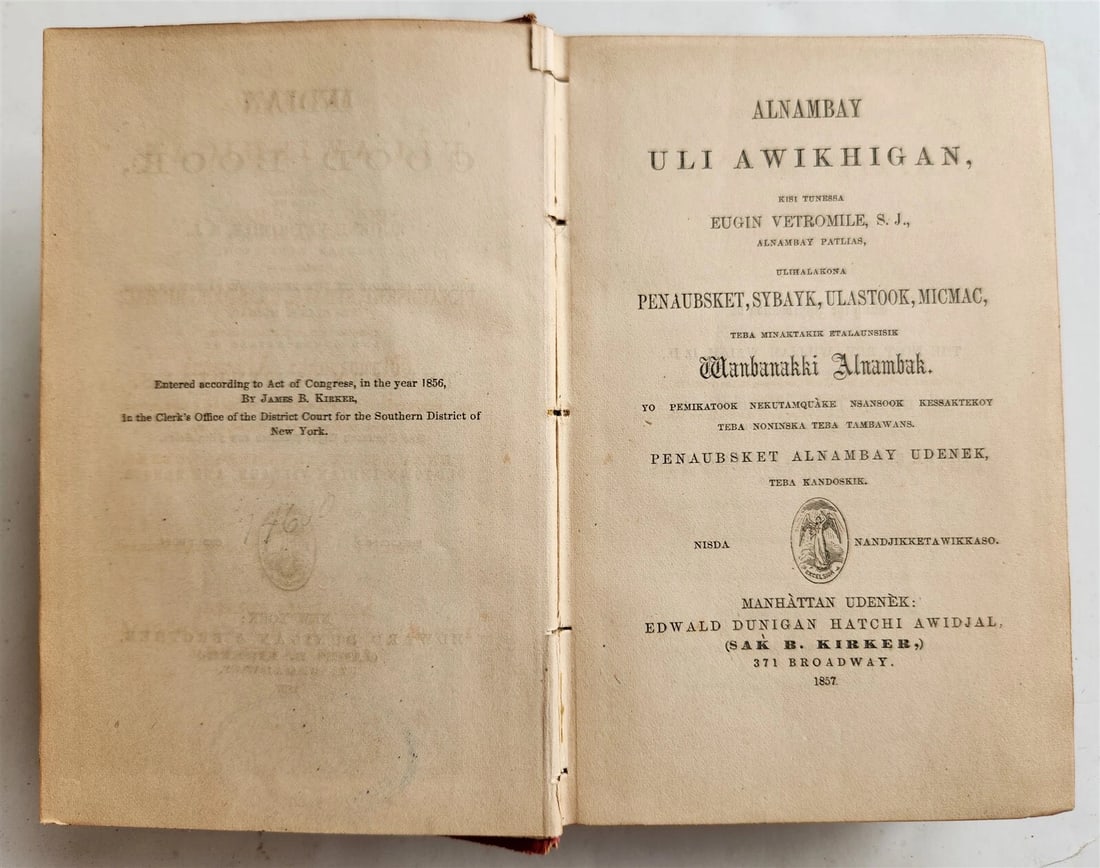 Entered according to Act of Congress, in the year 1856,
BY JAMES B. KIRKER,
in the Clerk's Office of the District Court for the Southern District of
New York.
ALNAMBAY
ULI AWIKHIGAN,
KISI TUNESSA
EUGIN VETROMILE, S. J.,
ALNAMBAY PATLIAS,
ULIHALAKONA
PENAUBSKET, SYBAYK, ULASTOOK, MICMAC,
TEBA MINAKTAKIK ETALAUNSISIK
Wanbanakki Alnambak.
YO PEMIKATOOK NEKUTAMQUÀKE NSANSOOK KESSAKTEKOY
TEBA NONINSKA TEBA TAMBAWANS.
PENAUBSKET ALNAMBAY UDENEK,
TEBA KANDOSKIK.
NISDA NANDJIKKETAWIKKASO.
EXCELSIOR
MANHÀTTAN UDENÈK:
EDWALD DUNIGAN HATCHI AWIDJAL,
(SAK̀ B. KIRKER,)
371 BROADWAY.
1857.